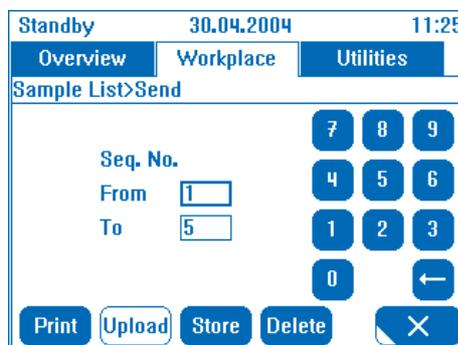 Standby 30.04.2004 11:25
Overview Workplace Utilities
Sample List>Send
7 8 9
Seq. No.
4 5 6
From 1
To 5
1 2 3
0 ←
Print Upload Store Delete ×